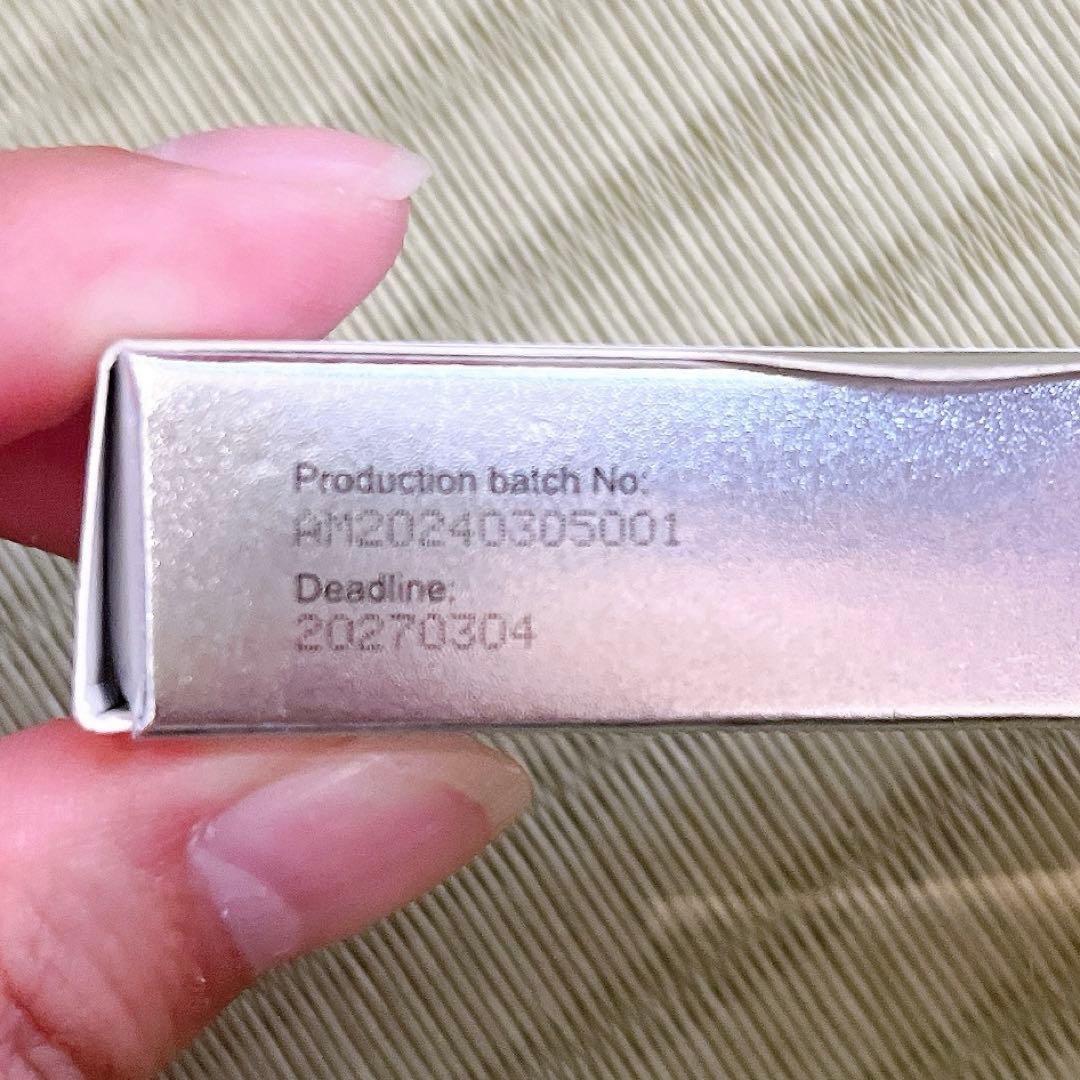 Production batch No:
AM20240305001
Deadline:
20270304